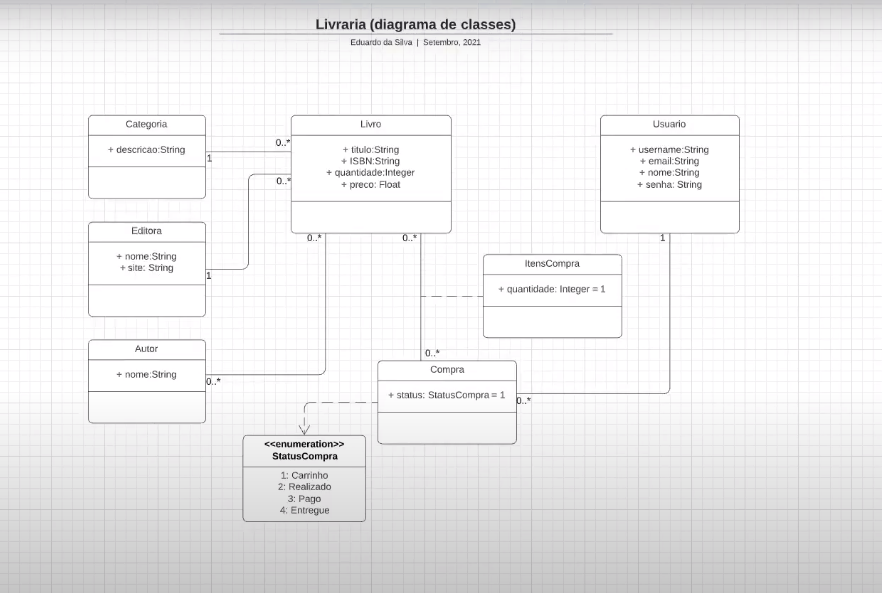 Livraria (diagrama de classes)
Eduardo da Silva | Setembro, 2021
Categoria
+ descricao:String
1
0..*
Livro
+ titulo:String
+ ISBN:String
+ quantidade:Integer
+ preco: Float
0..*
0..*
0..*
Usuario
+ username:String
+ email:String
+ nome:String
+ senha: String
1
Editora
+ nome:String
+ site: String
1
ItensCompra
+ quantidade: Integer = 1
Autor
+ nome:String
0..*
0..*
Compra
+ status: StatusCompra = 1
0..*
<<enumeration>>
StatusCompra
1: Carrinho
2: Realizado
3: Pago
4: Entregue